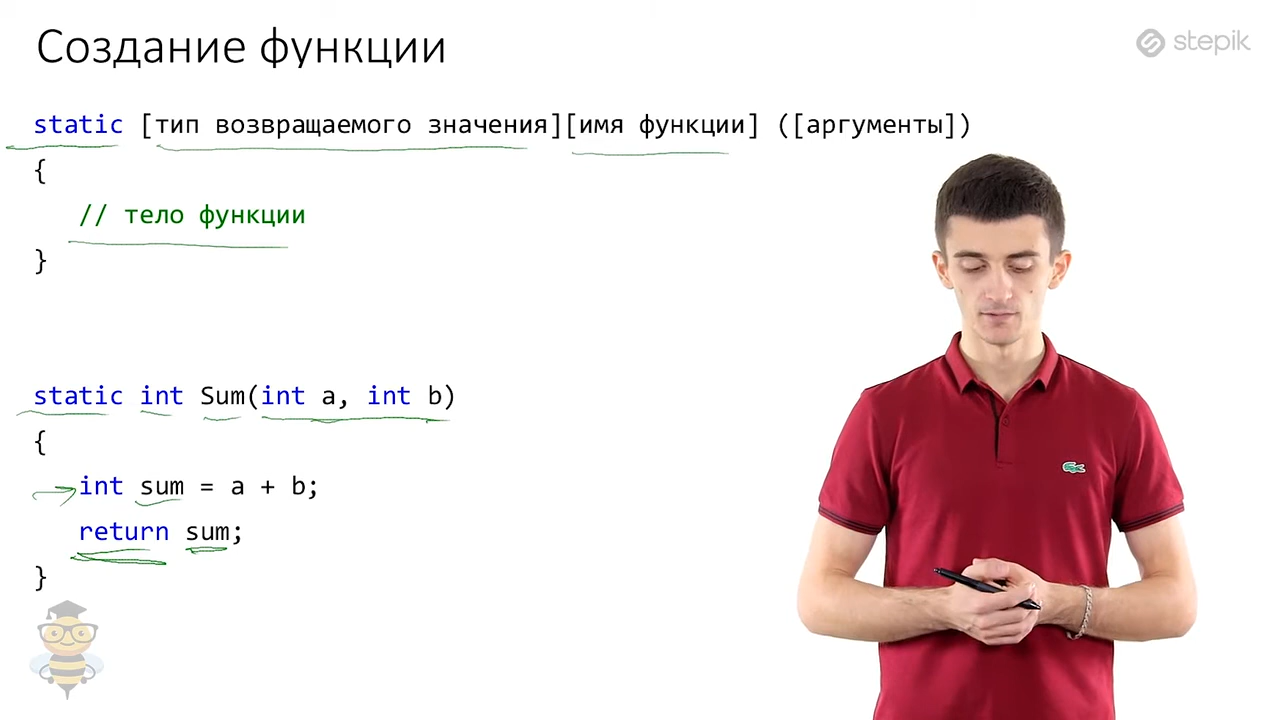 Создание функции
stepik
static [тип возвращаемого значения][имя функции] ([аргументы])
{
// тело функции
}
static int Sum(int a, int b)
{
int sum = a + b;
return sum;
}